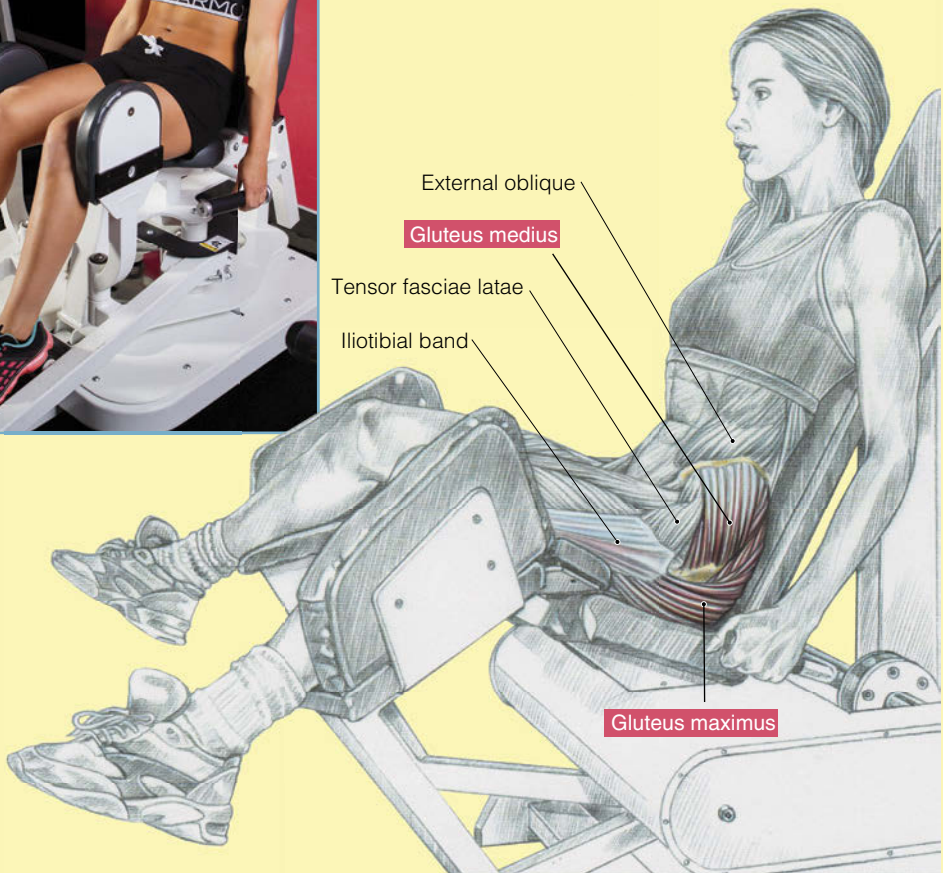 External oblique
Gluteus medius
Tensor fasciae latae
Iliotibial band
Gluteus maximus